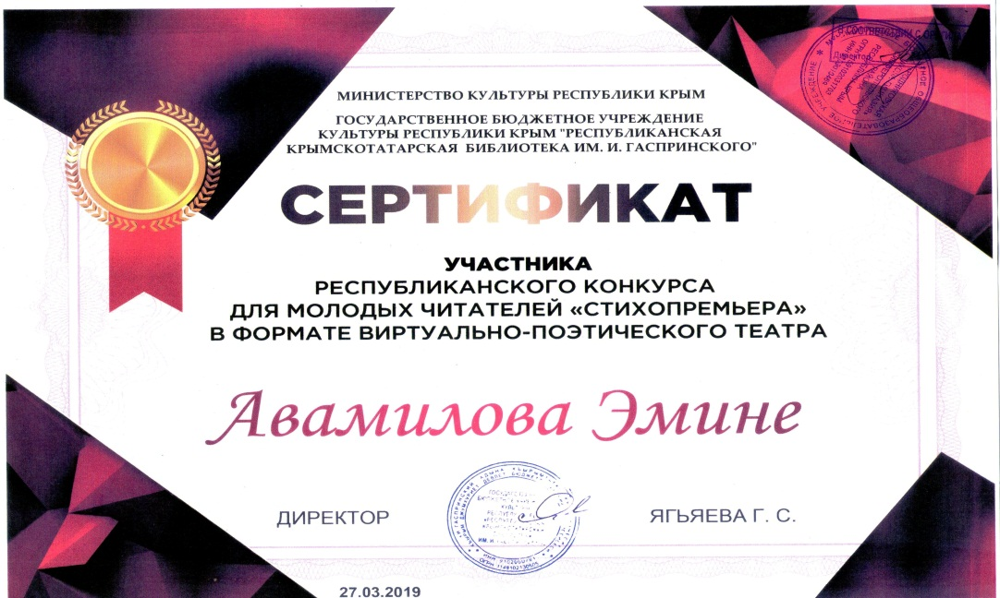 МИНИСТЕРСТВО КУЛЬТУРЫ РЕСПУБЛИКИ КРЫМ
ГОСУДАРСТВЕННОЕ БЮДЖЕТНОЕ УЧРЕЖДЕНИЕ
КУЛЬТУРЫ РЕСПУБЛИКИ КРЫМ "РЕСПУБЛИКАНСКАЯ
КРЫМСКОТАТАРСКАЯ БИБЛИОТЕКА ИМ. И. ГАСПРИНСКОГО"
СЕРТИФИКАТ
УЧАСТНИКА
РЕСПУБЛИКАНСКОГО КОНКУРСА
ДЛЯ МОЛОДЫХ ЧИТАТЕЛЕЙ «СТИХОПРЕМЬЕРА»
В ФОРМАТЕ ВИРТУАЛЬНО-ПОЭТИЧЕСКОГО ТЕАТРА
Авамилова Эмине
ДИРЕКТОР
ЯГЬЯЕВА Г. С.
27.03.2019